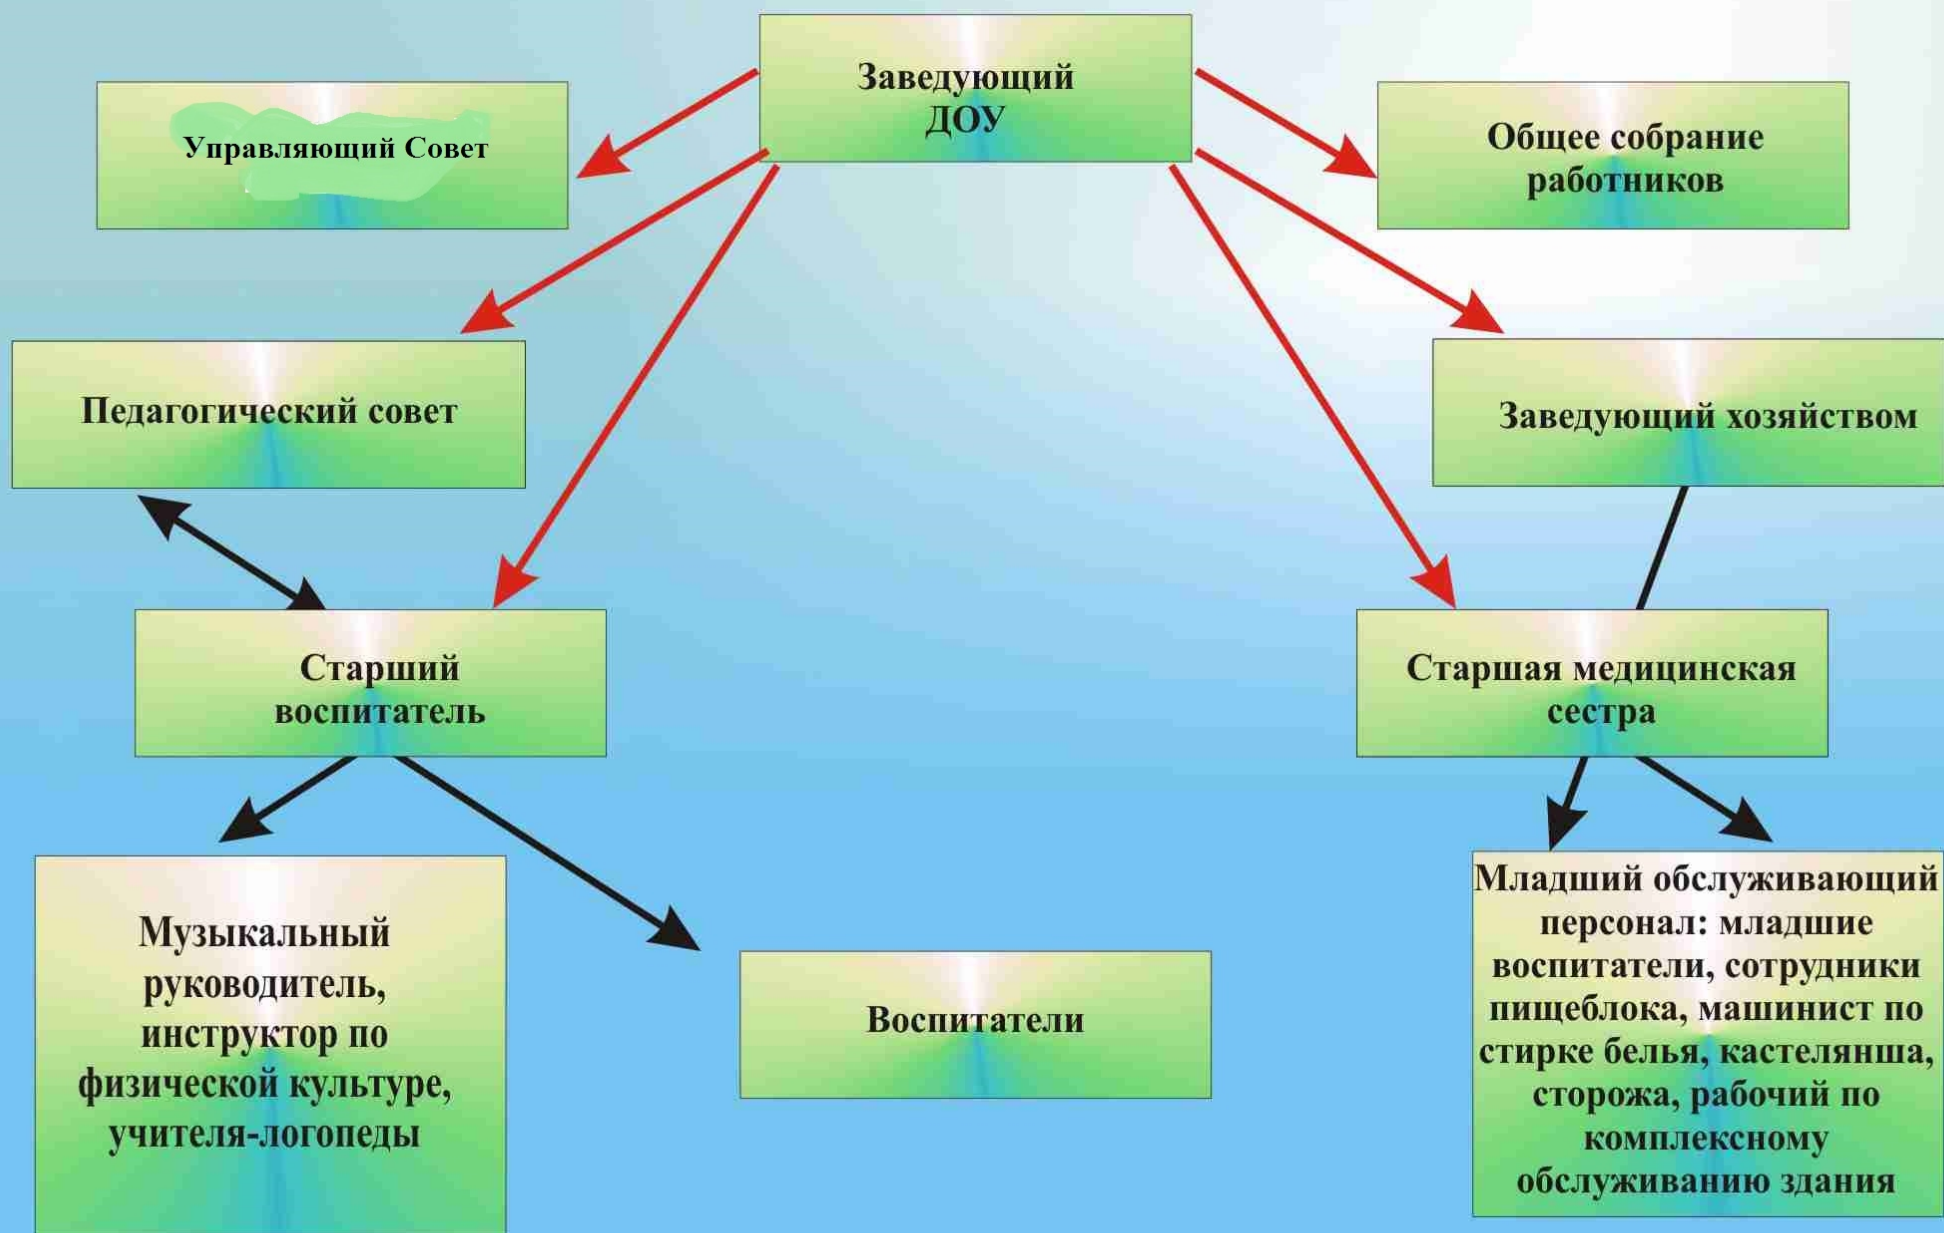 Заведующий
ДОУ
Управляющий Совет
Общее собрание
работников
Педагогический совет
Заведующий хозяйством
Старший
воспитатель
Старшая медицинская
сестра
Музыкальный
руководитель,
инструктор по
физической культуре,
учителя-логопеды
Воспитатели
Младший обслуживающий
персонал: младшие
воспитатели, сотрудники
пищеблока, машинист по
стирке белья, кастелянша,
сторожа, рабочий по
комплексному
обслуживанию здания